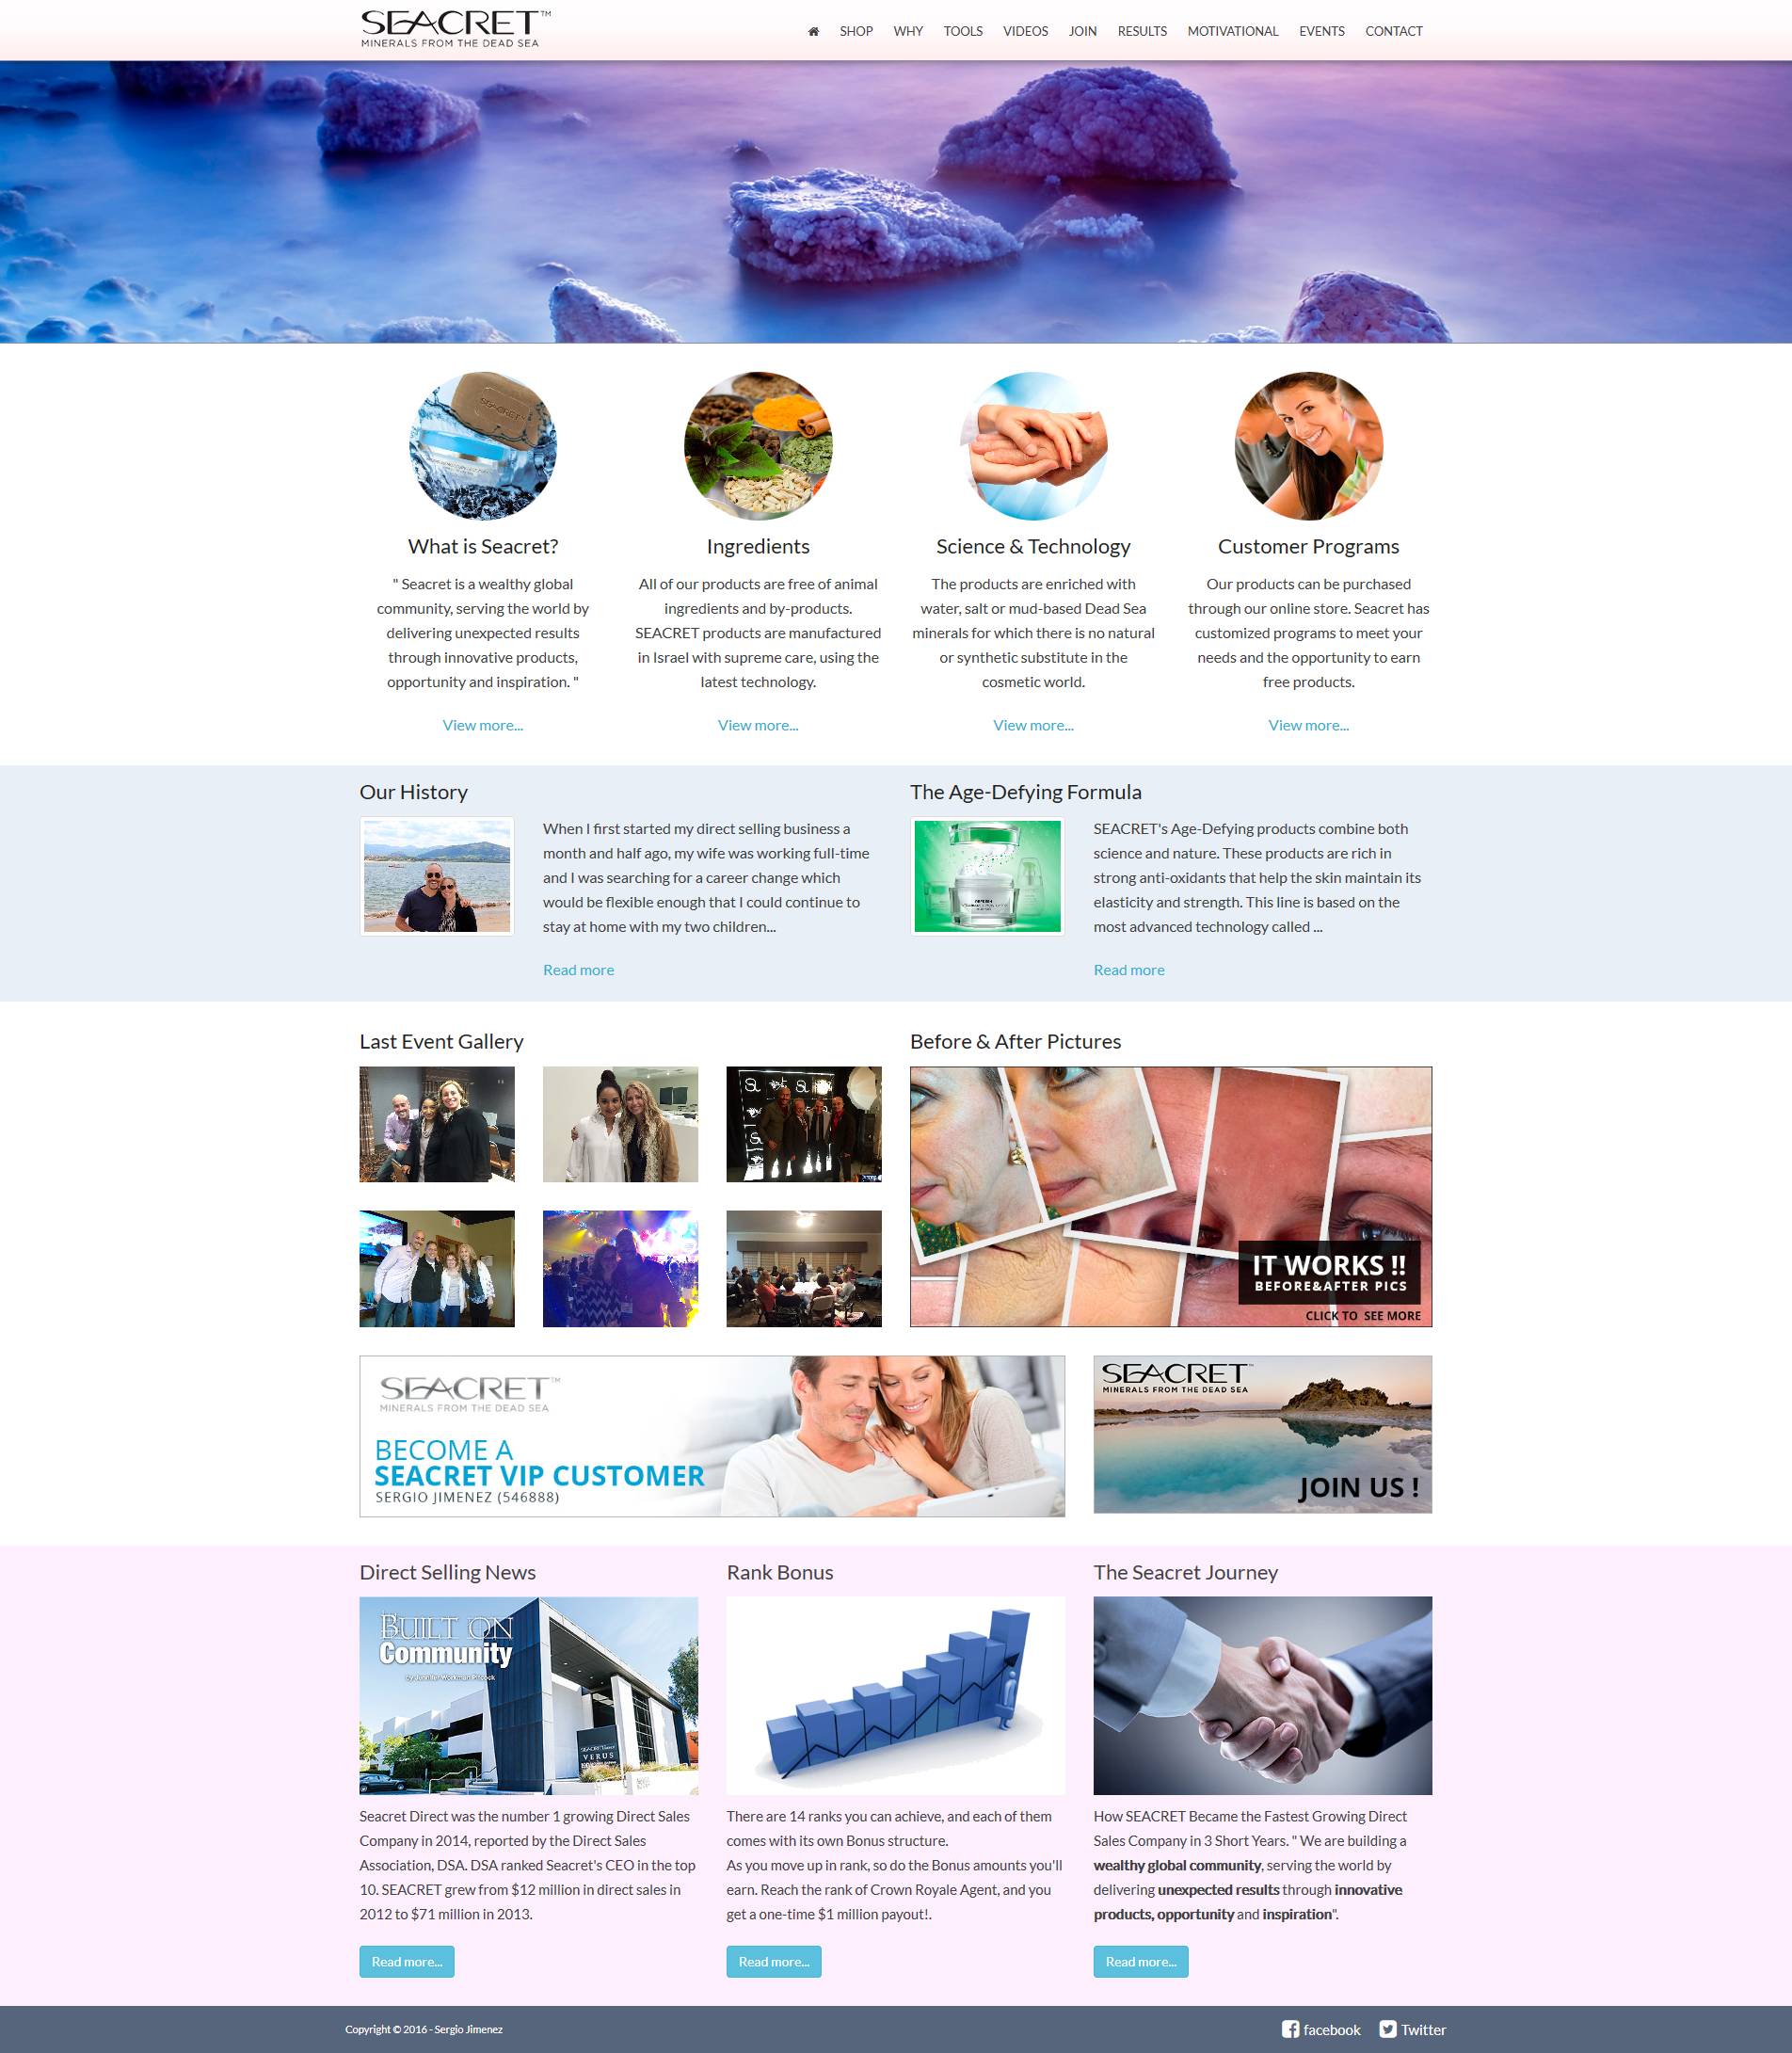 SEACRET™
MINERALS FROM THE DEAD SEA
SHOP WHY TOOLS VIDEOS JOIN RESULTS MOTIVATIONAL EVENTS CONTACT
SEACRET
What is Seacret?
" Seacret is a wealthy global
community, serving the world by
delivering unexpected results
through innovative products,
opportunity and inspiration. "
View more...
Ingredients
All of our products are free of animal
ingredients and by-products.
SEACRET products are manufactured
in Israel with supreme care, using the
latest technology.
View more...
Science & Technology
The products are enriched with
water, salt or mud-based Dead Sea
minerals for which there is no natural
or synthetic substitute in the
cosmetic world.
View more...
Customer Programs
Our products can be purchased
through our online store. Seacret has
customized programs to meet your
needs and the opportunity to earn
free products.
View more...
Our History
When I first started my direct selling business a
month and half ago, my wife was working full-time
and I was searching for a career change which
would be flexible enough that I could continue to
stay at home with my two children...
Read more
The Age-Defying Formula
SEACRET's Age-Defying products combine both
science and nature. These products are rich in
strong anti-oxidants that help the skin maintain its
elasticity and strength. This line is based on the
most advanced technology called ...
Read more
Last Event Gallery
Before & After Pictures
IT WORKS !!
BEFORE&AFTER PICS
CLICK TO SEE MORE
SEACRET™
MINERALS FROM THE DEAD SEA
BECOME A
SEACRET VIP CUSTOMER
SERGIO JIMENEZ (546888)
SEACRET™
MINERALS FROM THE DEAD SEA
JOIN US !
Direct Selling News
BUILT ON
Community
VERUS
Seacret Direct was the number 1 growing Direct Sales
Company in 2014, reported by the Direct Sales
Association, DSA. DSA ranked Seacret's CEO in the top
10. SEACRET grew from $12 million in direct sales in
2012 to $71 million in 2013.
Read more...
Rank Bonus
There are 14 ranks you can achieve, and each of them
comes with its own Bonus structure.
As you move up in rank, so do the Bonus amounts you'll
earn. Reach the rank of Crown Royale Agent, and you
get a one-time $1 million payout!.
Read more...
The Seacret Journey
How SEACRET Became the Fastest Growing Direct
Sales Company in 3 Short Years. " We are building a
wealthy global community, serving the world by
delivering unexpected results through innovative
products, opportunity and inspiration".
Read more...
Copyright © 2016 - Sergio Jimenez
facebook Twitter